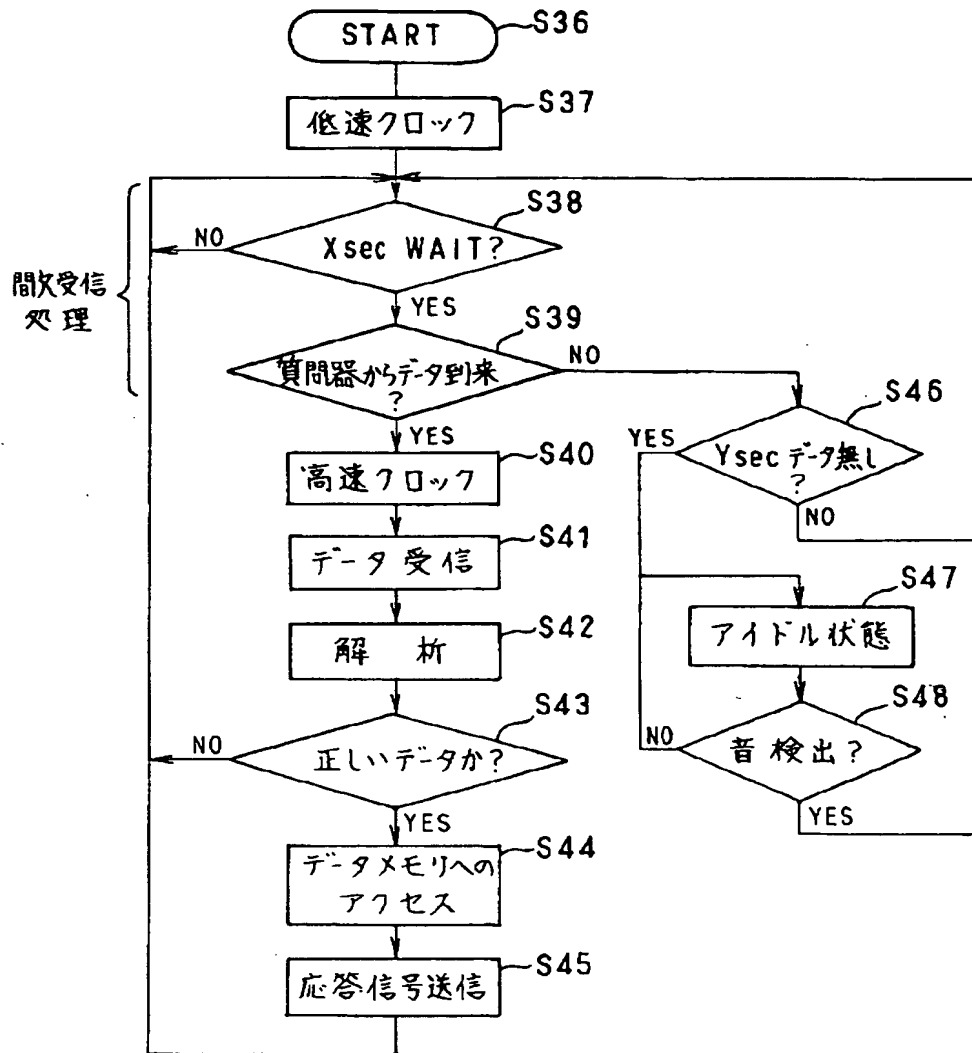 START
S36
低速クロック
S37
S38
Xsec WAIT?
NO
YES
間欠受信
処理
S39
質問器からデータ到来
?
NO
YES
S46
Ysec データ無し
?
YES
NO
S40
高速クロック
S41
データ受信
S47
アイドル状態
S42
解 析
S48
音検出?
NO
YES
S43
正しいデータか?
NO
YES
S44
データメモリへの
アクセス
S45
応答信号送信